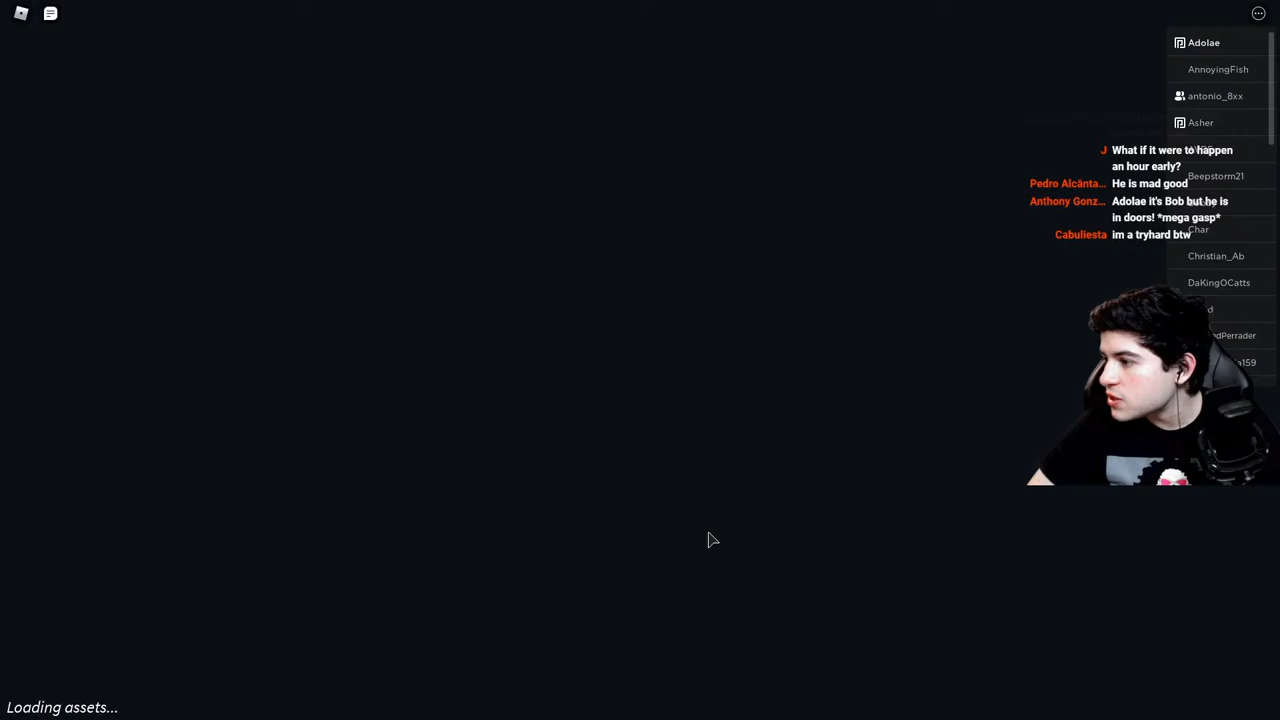 Adolae
AnnoyingFish
antonio_8xx
Asher
J What if it were to happen
an hour early?
Beepstorm21
Pedro Alcânta... He is mad good
Anthony Gonz... Adolae it's Bob but he is
in doors! *mega gasp*
Char
Cabuliesta im a tryhard btw
Christian_Ab
DaKingOCatts
Loading assets...